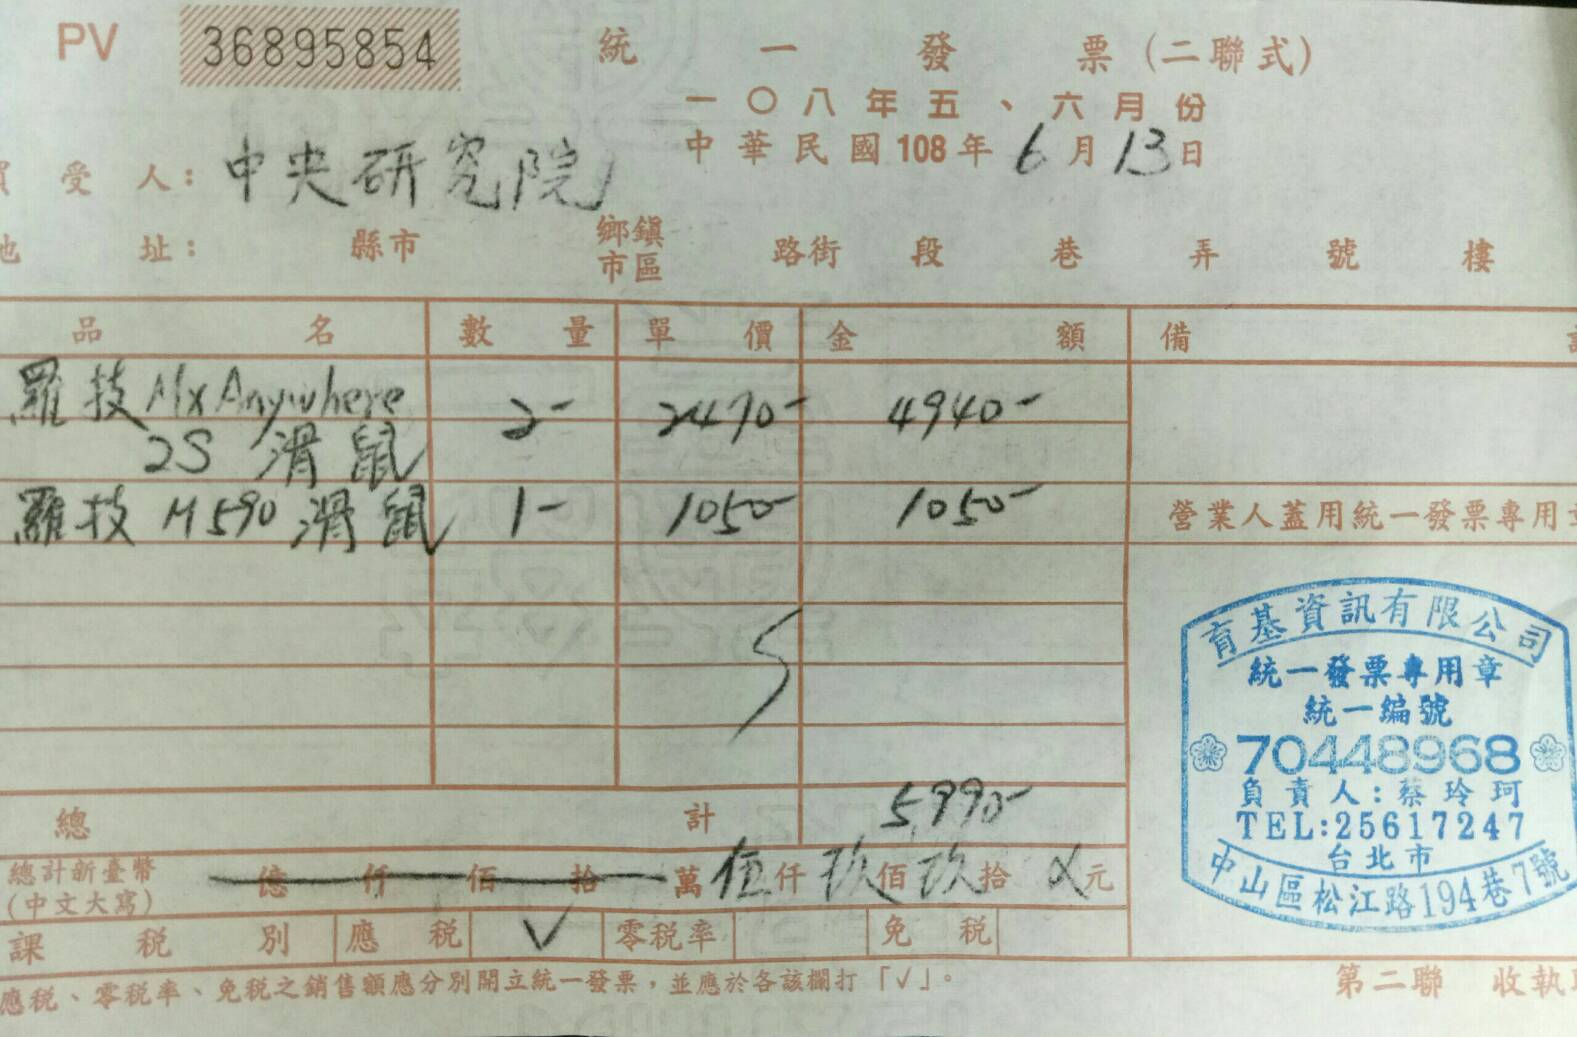 PV 36895854 統一發票(二聯式)
一〇八年五、六月份
中華民國108年6月13日
買受人：中央研究院
地址： 縣市 鄉鎮市區 路街 段 巷 弄 號 樓
品名 數量 單價 金額 備
羅技 Mx Anywhere 2- 2470- 4940-
2S 滑鼠
羅技 M590 滑鼠 1- 1050- 1050-
營業人蓋用統一發票專用章
育基資訊有限公司
統一發票專用章
統一編號
70448968
負責人：蔡玲珂
TEL:25617247
台北市
中山區松江路194巷7號
總計 5990-
總計新臺幣
(中文大寫)
億仟佰拾萬伍仟玖佰玖拾 元
課稅別 應稅 √ 零稅率 免稅
應稅、零稅率、免稅之銷售額應分別開立統一發票，並應於各該欄打「√」。
第二聯 收執聯